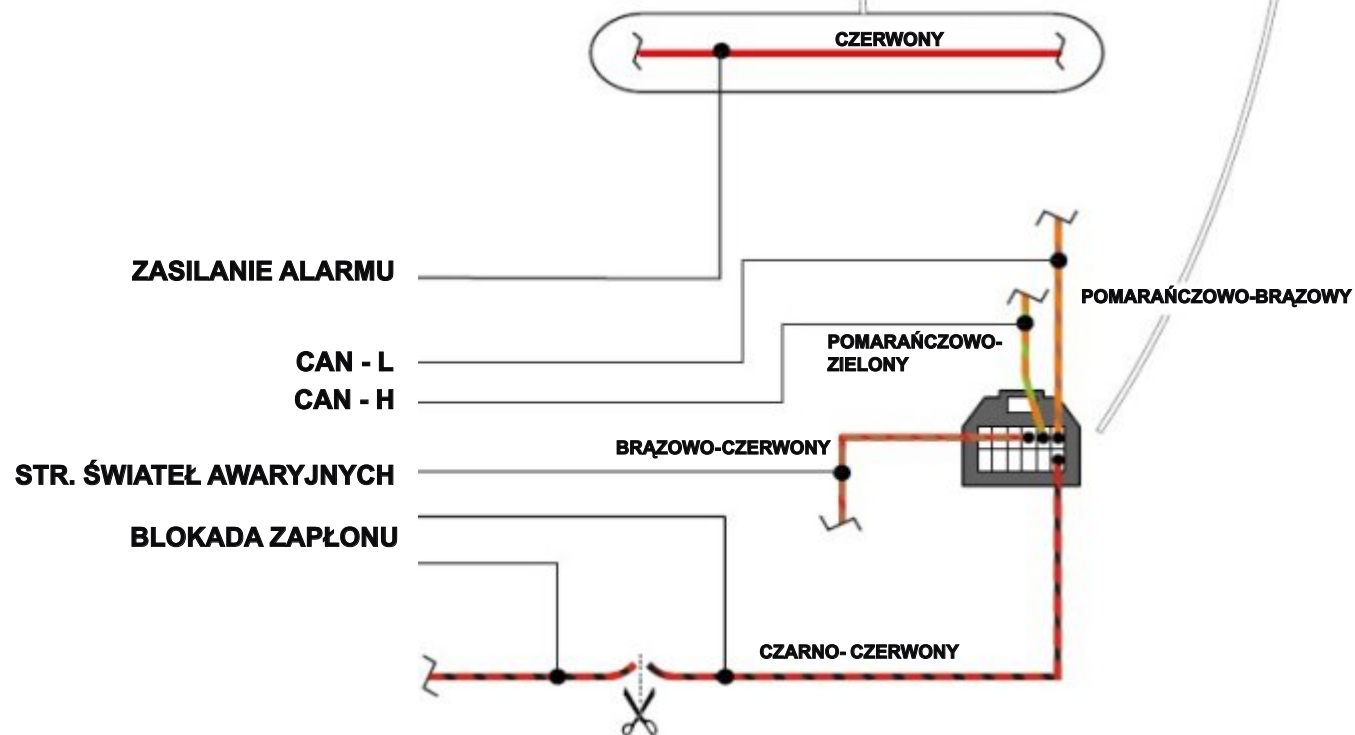 CZERWONY
ZASILANIE ALARMU
POMARAŃCZOWO-BRĄZOWY
POMARAŃCZOWO-
ZIELONY
CAN - L
CAN - H
BRĄZOWO-CZERWONY
STR. ŚWIATEŁ AWARYJNYCH
BLOKADA ZAPŁONU
CZARNO- CZERWONY